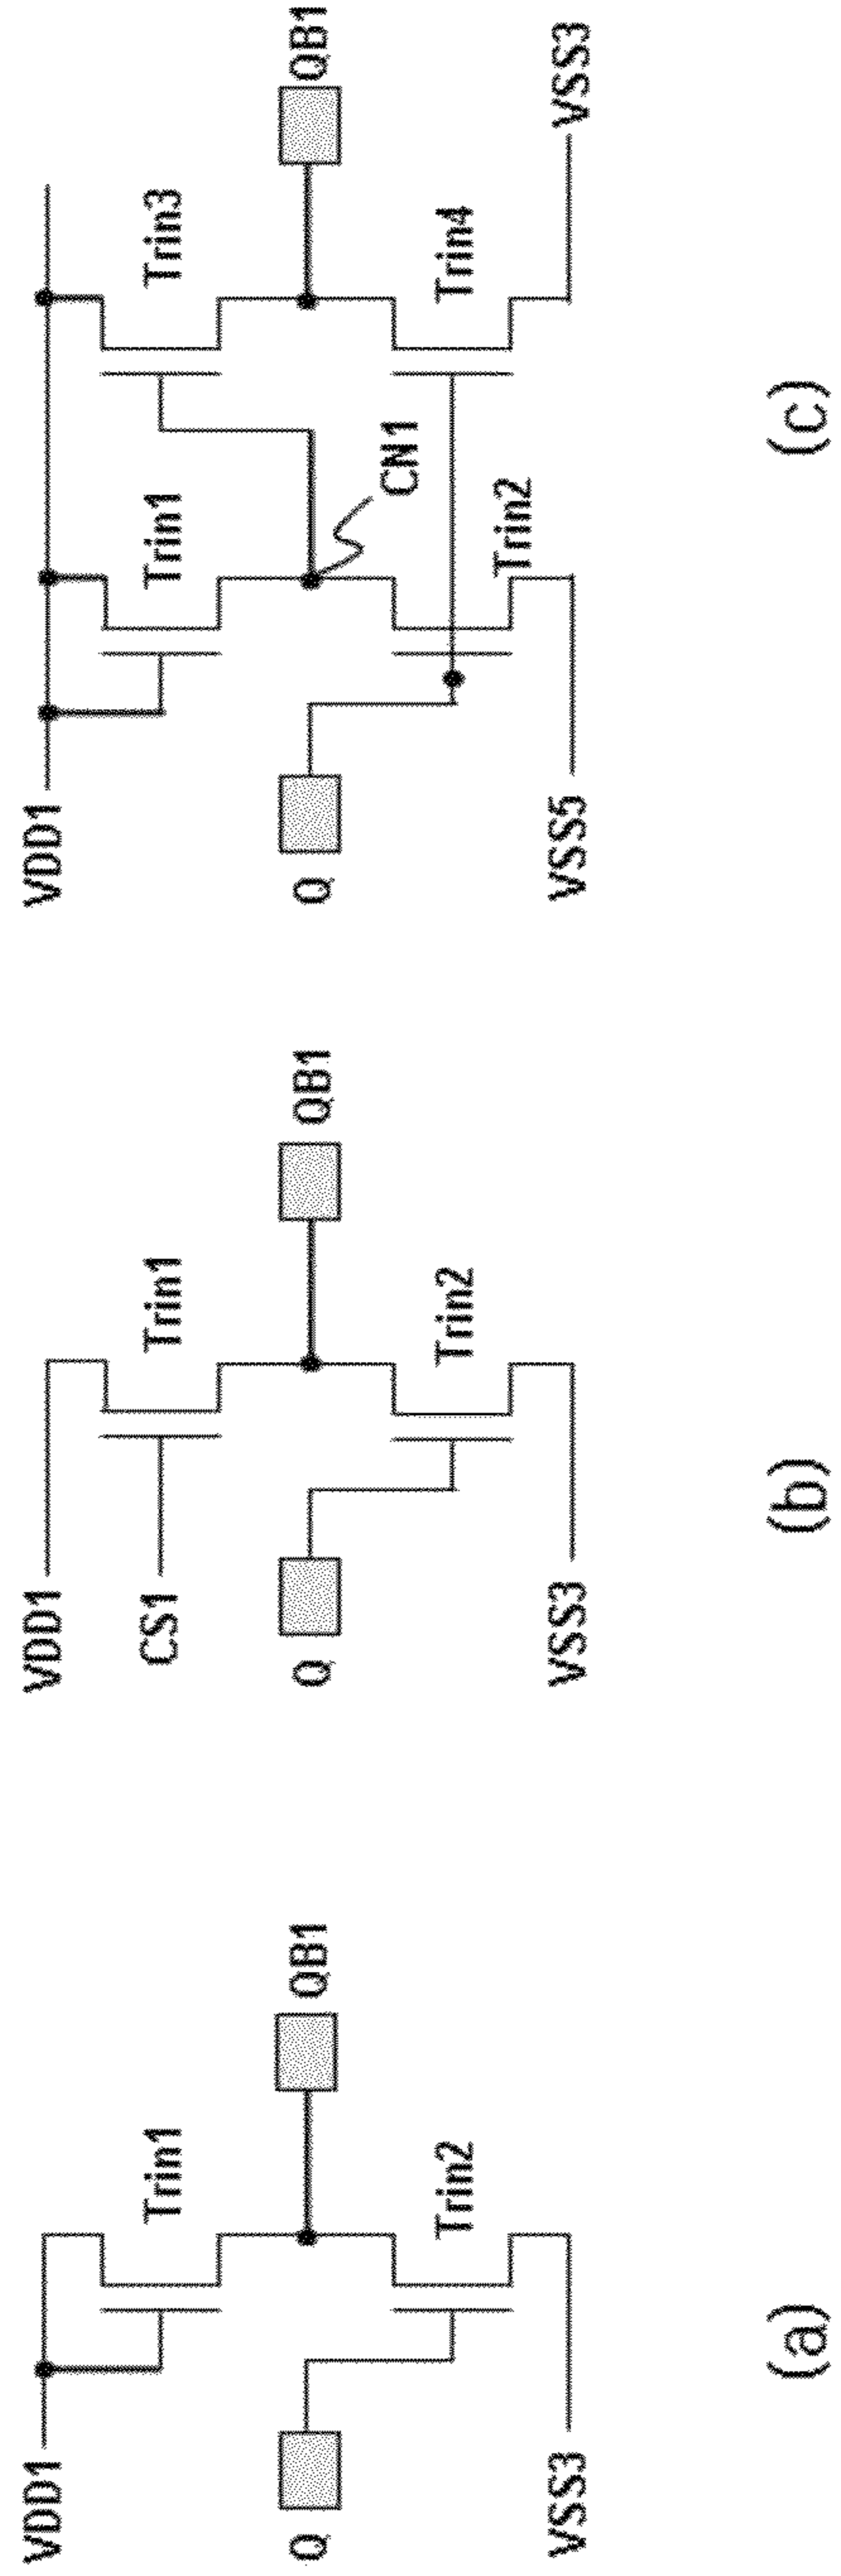 VDD1
Trin1
Q
QB1
Trin2
VSS3
(a)
VDD1
Trin1
CS1
Q
QB1
Trin2
VSS3
(b)
VDD1
Trin1
Trin3
Q
QB1
CN1
Trin2
Trin4
VSS5
VSS3
(c)